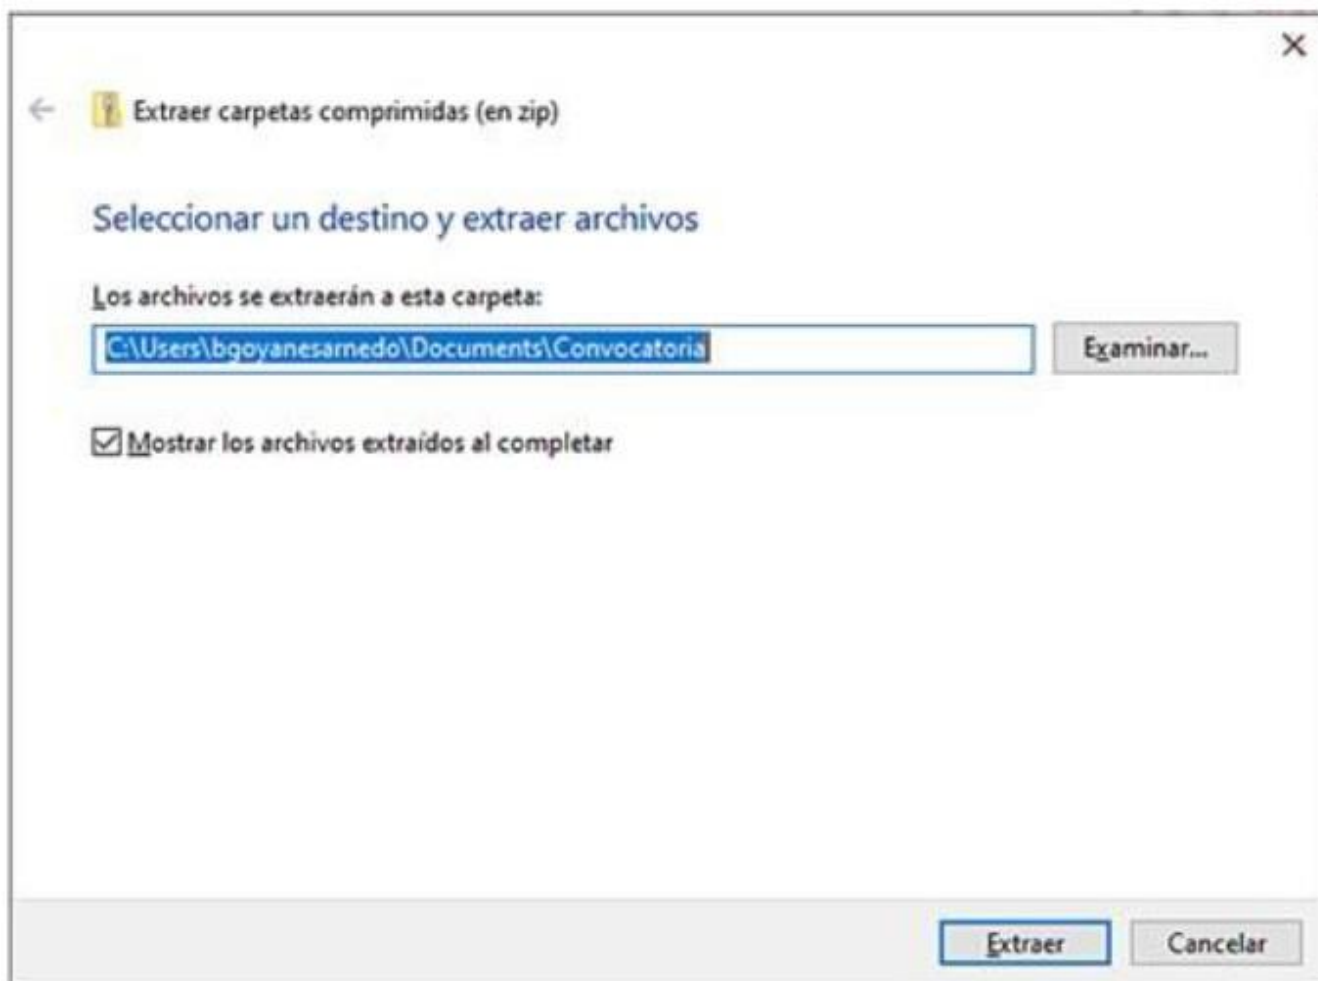 Extraer carpetas comprimidas (en zip)
Seleccionar un destino y extraer archivos
Los archivos se extraerán a esta carpeta:
C:\Users\bgoyanesarnedo\Documents\Convocatoria
Examinar...
Mostrar los archivos extraídos al completar
Extraer
Cancelar